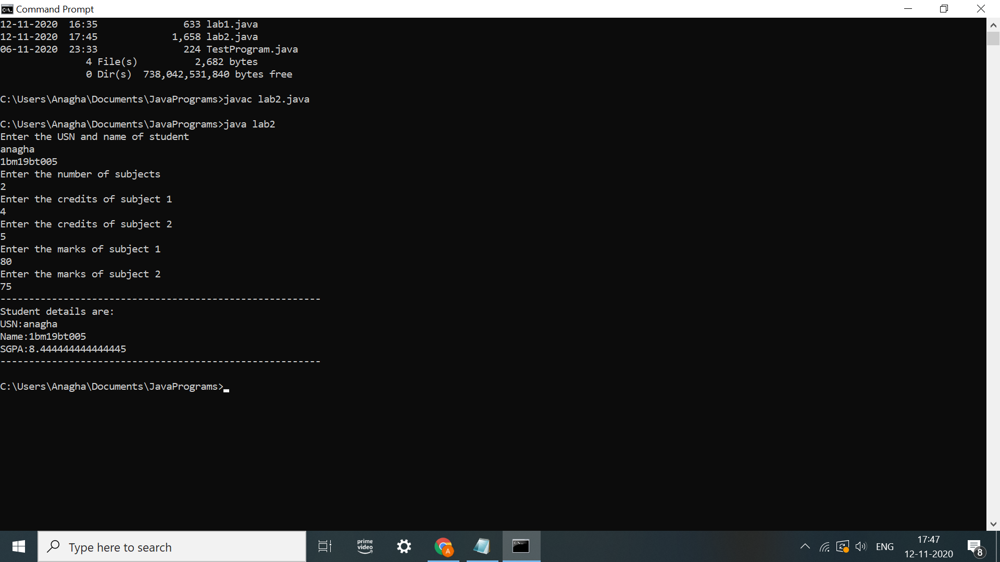 Command Prompt
12-11-2020  16:35               633 lab1.java
12-11-2020  17:45             1,658 lab2.java
06-11-2020  23:33               224 TestProgram.java
               4 File(s)          2,682 bytes
               0 Dir(s)  738,042,531,840 bytes free
C:\Users\Anagha\Documents\JavaPrograms>javac lab2.java
C:\Users\Anagha\Documents\JavaPrograms>java lab2
Enter the USN and name of student
anagha
1bm19bt005
Enter the number of subjects
2
Enter the credits of subject 1
4
Enter the credits of subject 2
5
Enter the marks of subject 1
80
Enter the marks of subject 2
75
--------------------------------------------------------
Student details are:
USN:anagha
Name:1bm19bt005
SGPA:8.444444444444445
--------------------------------------------------------
C:\Users\Anagha\Documents\JavaPrograms>
Type here to search
prime video
A
ENG
17:47
12-11-2020
8